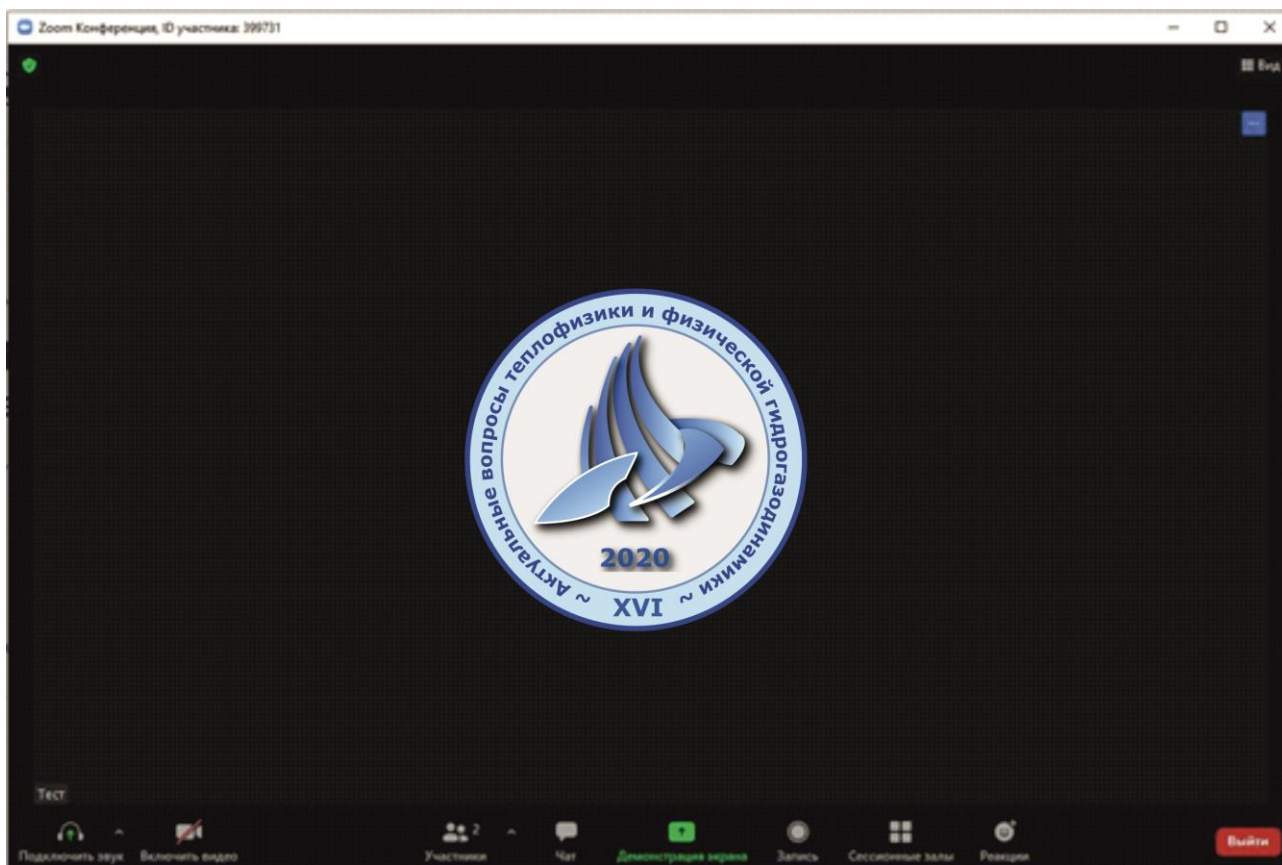 Zoom Конференция, ID участника: 399731
Вид
~ Актуальные вопросы теплофизики и физической гидрогазодинамики ~
2020
XVI
Тест
Подключить звук
Включить видео
Участники 2
Чат
Демонстрация экрана
Запись
Сессионные залы
Реакции
Выйти